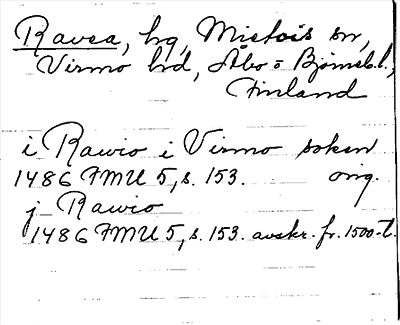 Ravea, hg, Mietois sn,
Virmo hd, Åbo = Björneb. l.,
Finland
i Rawio i Virmo soken
1486 FMU 5, s. 153. orig.
j Rawio
1486 FMU 5, s. 153. avskr. fr. 1500-t.